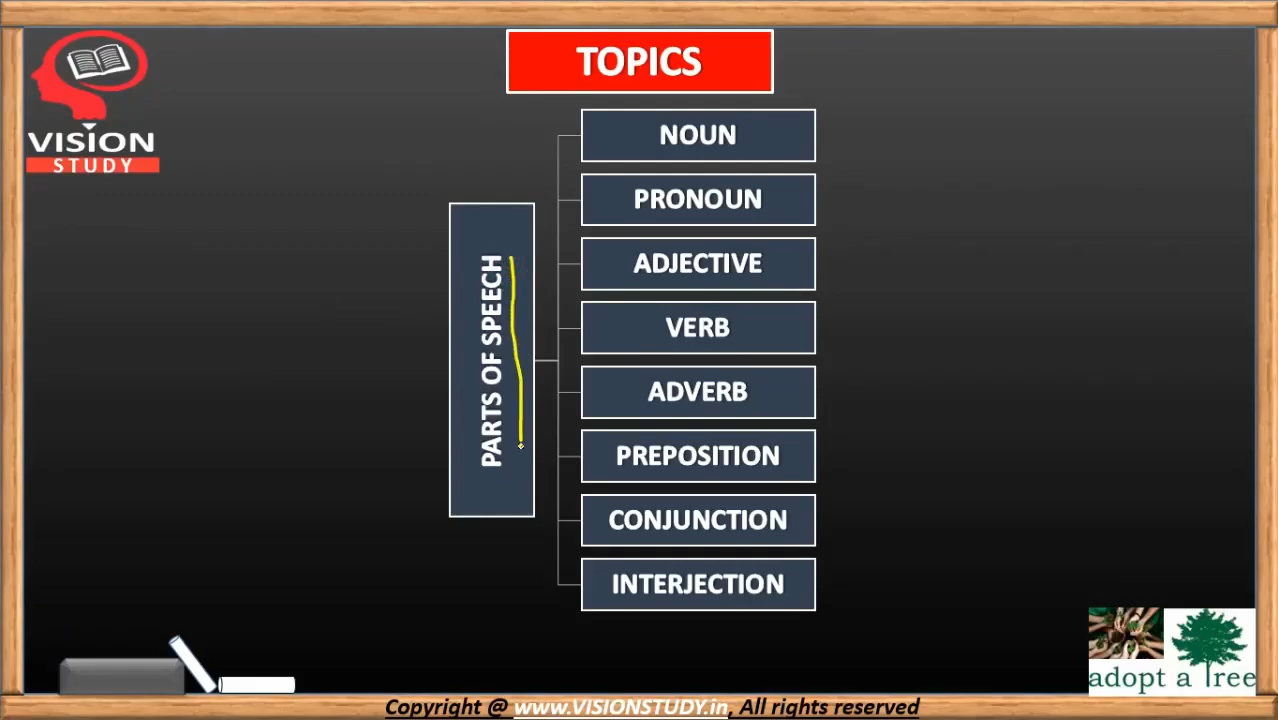 TOPICS
VISION
STUDY
NOUN
PRONOUN
ADJECTIVE
VERB
ADVERB
PREPOSITION
CONJUNCTION
INTERJECTION
PARTS OF SPEECH
adopt a Tree
Copyright @ www.VISIONSTUDY.in, All rights reserved